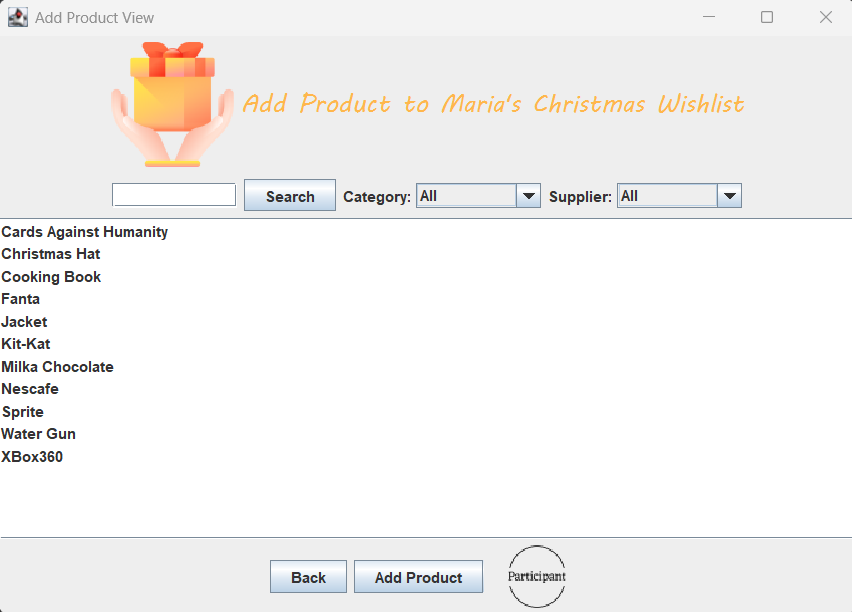 Add Product View
Add Product to Maria's Christmas Wishlist
Search Category: All Supplier: All
Cards Against Humanity
Christmas Hat
Cooking Book
Fanta
Jacket
Kit-Kat
Milka Chocolate
Nescafe
Sprite
Water Gun
XBox360
Back Add Product Participant